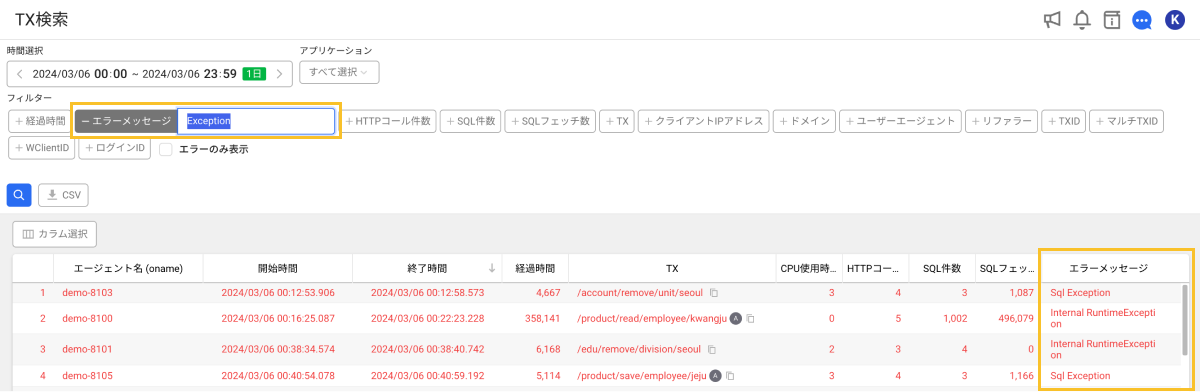 TX検索
K
時間選択
アプリケーション
2024/03/06 00:00 ~ 2024/03/06 23:59 1日
すべて選択
フィルター
+ 経過時間 − エラーメッセージ Exception + HTTPコール件数 + SQL件数 + SQLフェッチ数 + TX + クライアントIPアドレス + ドメイン + ユーザーエージェント + リファラー + TXID + マルチTXID
+ WClientID + ログインID エラーのみ表示
CSV
カラム選択
エージェント名 (oname) 開始時間 終了時間 ↓ 経過時間 TX CPU使用時... HTTPコー... SQL件数 SQLフェッ... エラーメッセージ
1 demo-8103 2024/03/06 00:12:53.906 2024/03/06 00:12:58.573 4,667 /account/remove/unit/seoul 3 4 3 1,087 Sql Exception
2 demo-8100 2024/03/06 00:16:25.087 2024/03/06 00:22:23.228 358,141 /product/read/employee/kwangju A 0 5 1,002 496,079 Internal RuntimeExcepti
on
3 demo-8101 2024/03/06 00:38:34.574 2024/03/06 00:38:40.742 6,168 /edu/remove/division/seoul 2 3 4 0 Internal RuntimeExcepti
on
4 demo-8105 2024/03/06 00:40:54.078 2024/03/06 00:40:59.192 5,114 /product/save/employee/jeju A 3 4 3 1,166 Sql Exception